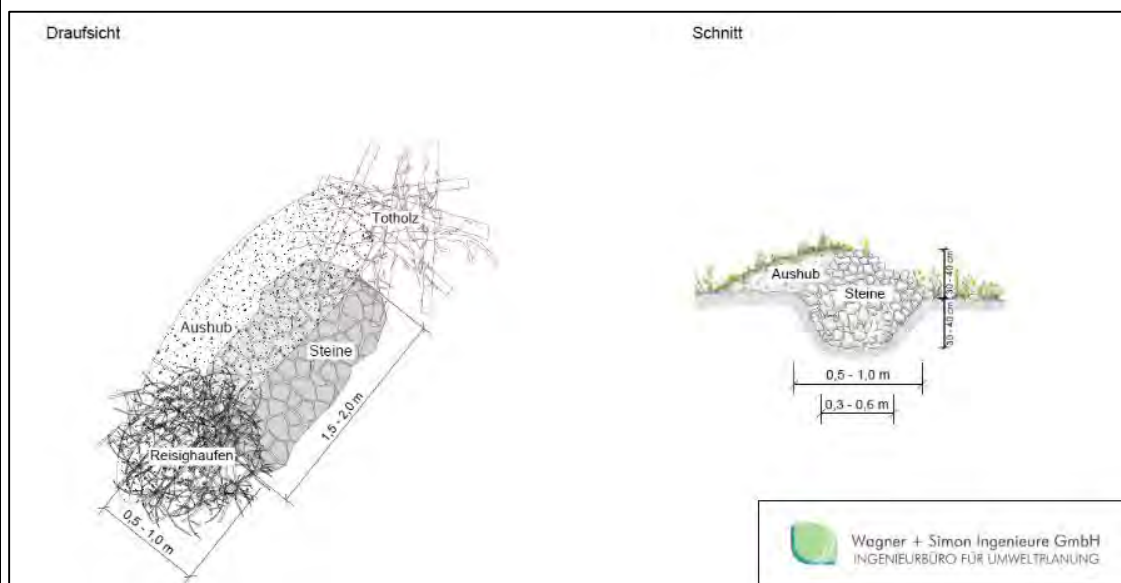 Draufsicht
Totholz
Aushub
Steine
Reisighaufen
1,5 - 2,0 m
0,5 - 1,0 m
Schnitt
Aushub
Steine
30 - 40 cm
30 - 40 cm
0,5 - 1,0 m
0,3 - 0,6 m
Wagner + Simon Ingenieure GmbH
INGENIEURBÜRO FÜR UMWELTPLANUNG